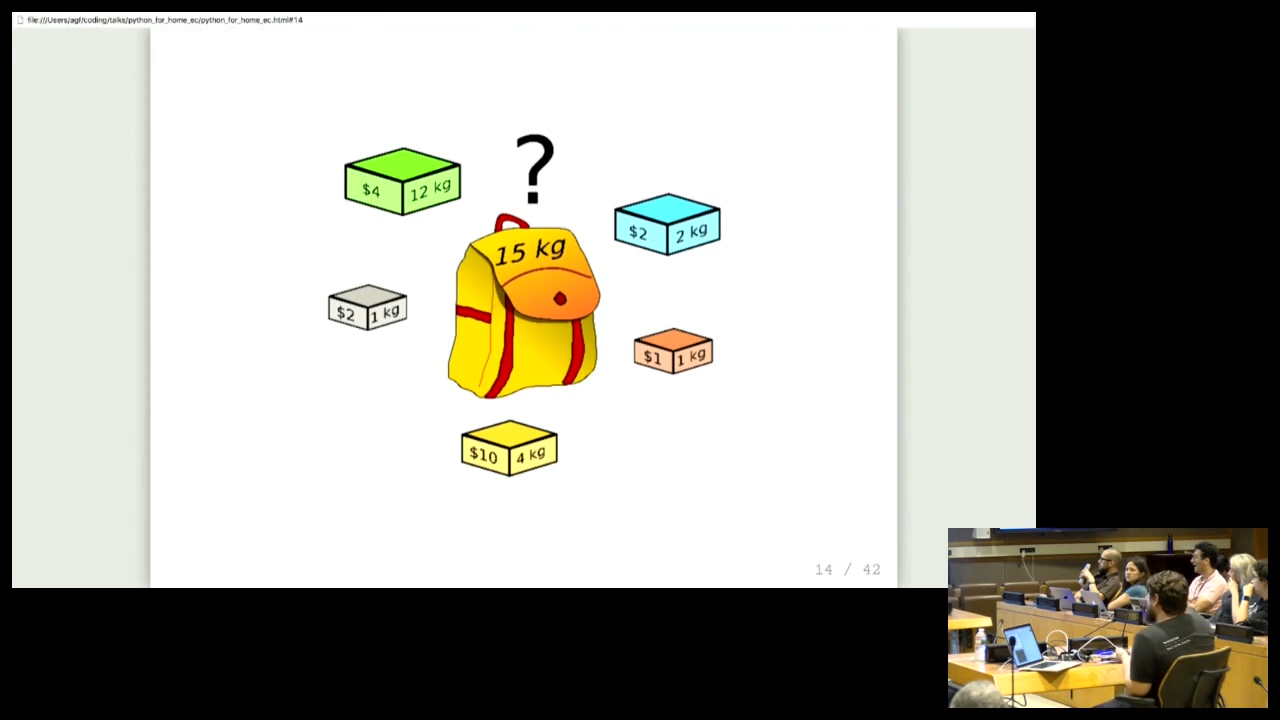 file:///Users/agf/coding/talks/python_for_home_ec/python_for_home_ec.html#14
?
$4 12 kg
$2 2 kg
15 kg
$2 1 kg
$1 1 kg
$10 4 kg
14 / 42